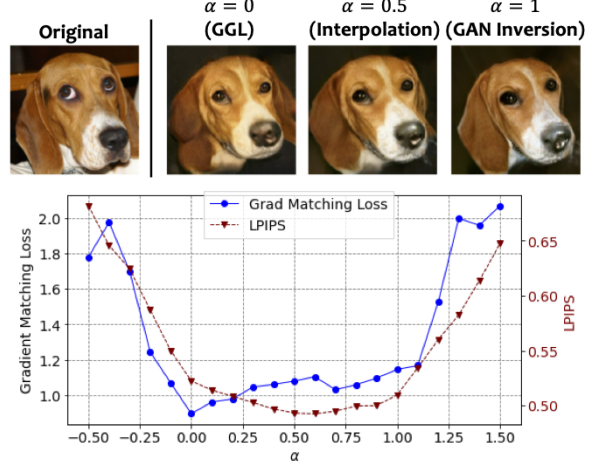 Original
α = 0
(GGL)
α = 0.5
(Interpolation)
α = 1
(GAN Inversion)
Grad Matching Loss
LPIPS
Gradient Matching Loss
2.0
1.8
1.6
1.4
1.2
1.0
0.65
0.60
0.55
0.50
LPIPS
−0.50
−0.25
0.00
0.25
0.50
0.75
1.00
1.25
1.50
α